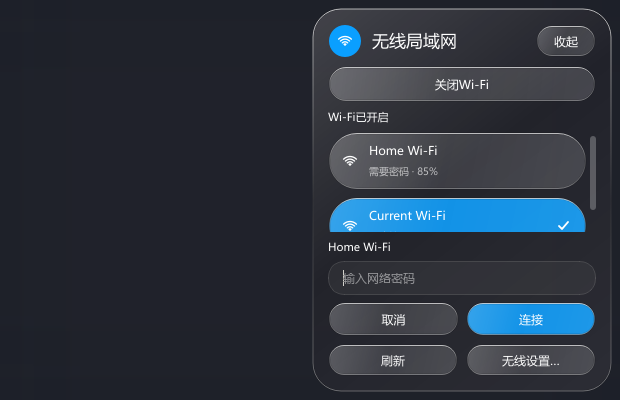 无线局域网
收起
关闭Wi-Fi
Wi-Fi已开启
Home Wi-Fi
需要密码 · 85%
Current Wi-Fi
Home Wi-Fi
输入网络密码
取消
连接
刷新
无线设置...